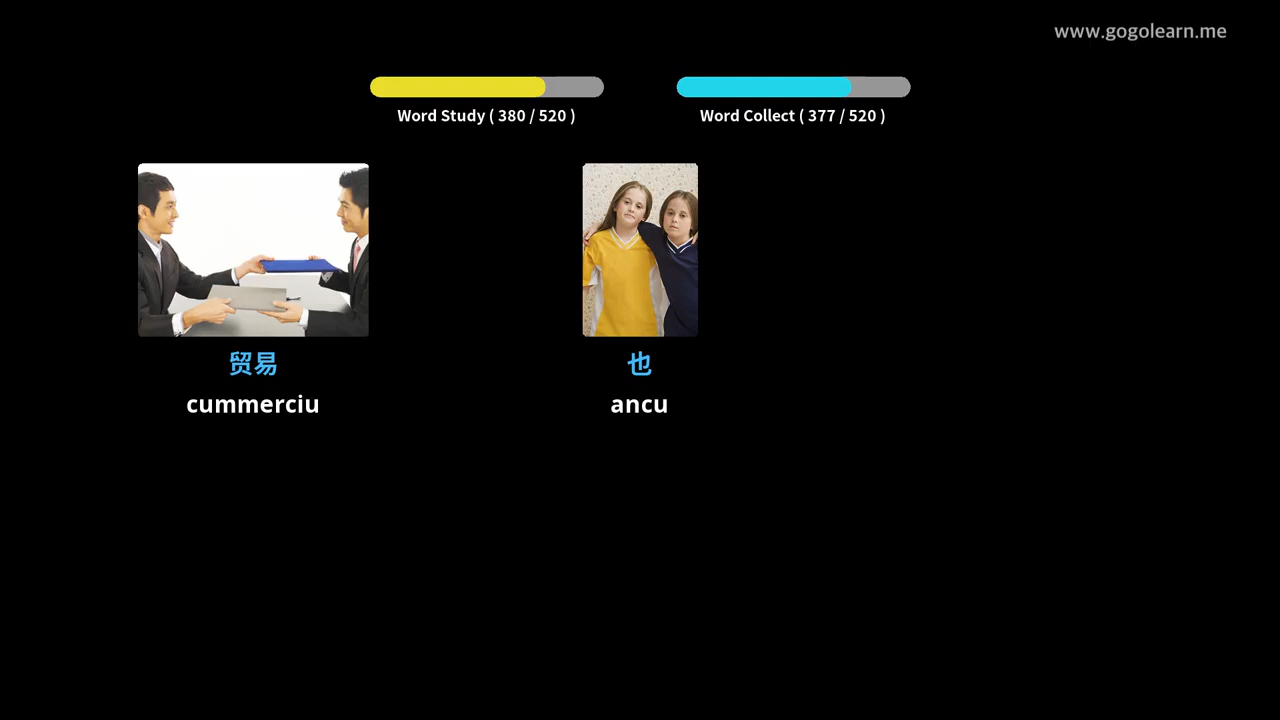 www.gogolearn.me
Word Study ( 380 / 520 )
Word Collect ( 377 / 520 )
贸易
cummerciu
也
ancu